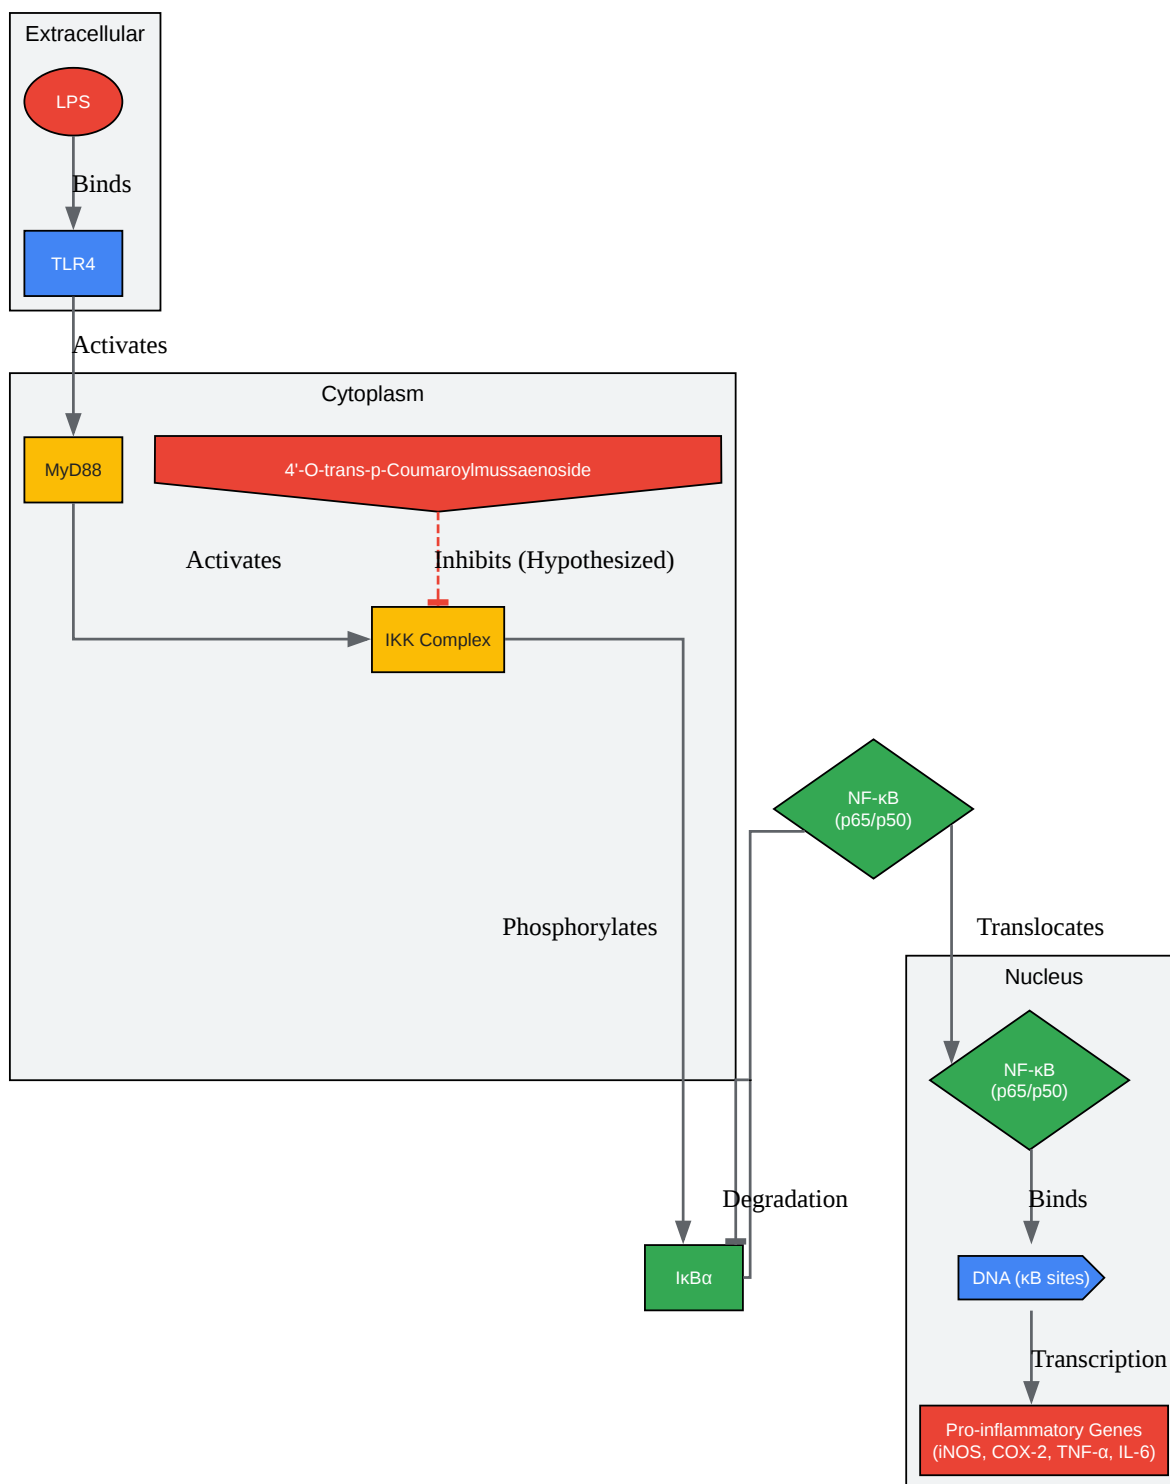 Extracellular
LPS
Binds
TLR4
Activates
Cytoplasm
MyD88
4'-O-trans-p-Coumaroylmussaenoside
Activates
Inhibits (Hypothesized)
IKK Complex
NF-κB
(p65/p50)
Phosphorylates
Translocates
Nucleus
NF-κB
(p65/p50)
Degradation
Binds
IκBα
DNA (κB sites)
Transcription
Pro-inflammatory Genes
(iNOS, COX-2, TNF-α, IL-6)